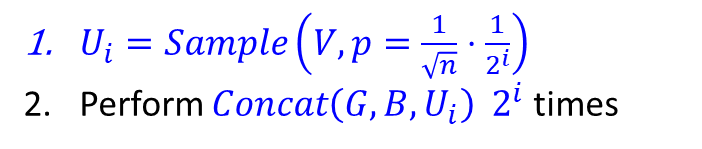 1. U_i = Sample(V, p = 1/√n · 1/2^i)
2. Perform Concat(G, B, U_i) 2^i times